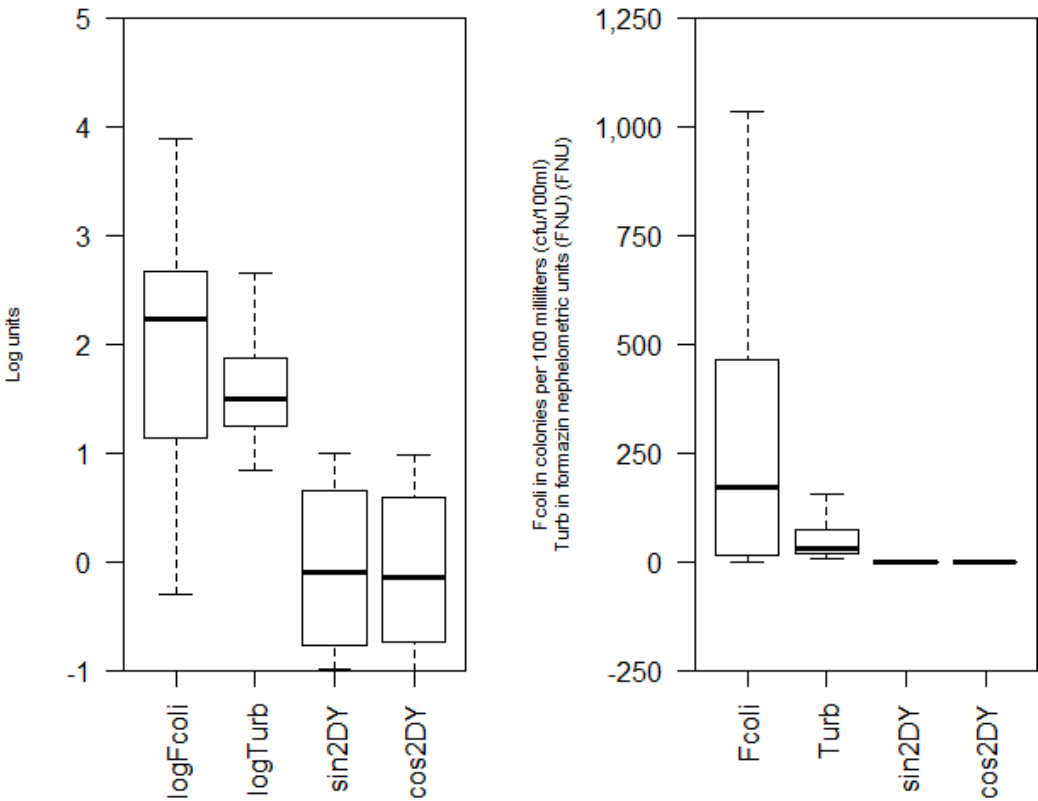 5
4
3
2
1
0
-1
Log units
logFcoli
logTurb
sin2DY
cos2DY
1,250
1,000
750
500
250
0
-250
Fcoli in colonies per 100 milliliters (cfu/100ml)
Turb in formazin nephelometric units (FNU) (FNU)
Fcoli
Turb
sin2DY
cos2DY